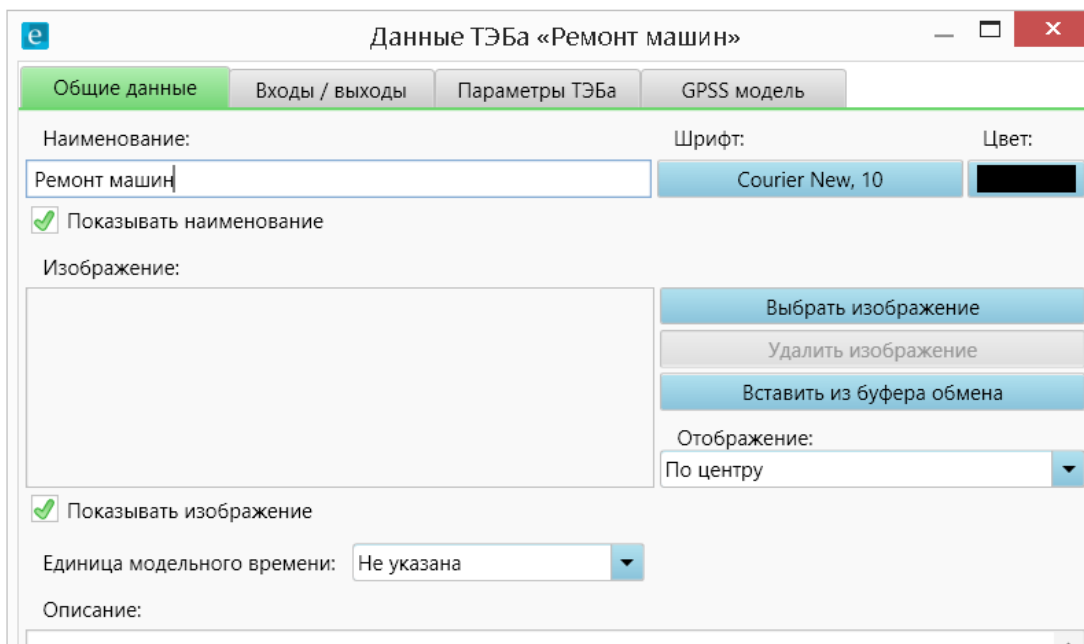 e
Данные ТЭБа «Ремонт машин»
Общие данные Входы / выходы Параметры ТЭБа GPSS модель
Наименование: Шрифт: Цвет:
Ремонт машин Courier New, 10
Показывать наименование
Изображение:
Выбрать изображение
Удалить изображение
Вставить из буфера обмена
Отображение:
По центру
Показывать изображение
Единица модельного времени: Не указана
Описание: